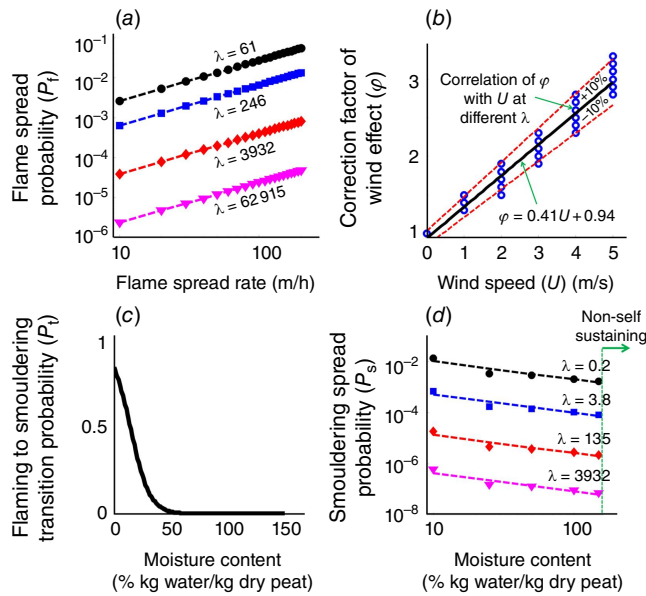 (a)
Flame spread
probability (Pf)
10−1
10−2
10−3
10−4
10−5
10−6
λ = 61
λ = 246
λ = 3932
λ = 62 915
10
100
Flame spread rate (m/h)
(b)
Correction factor of
wind effect (φ)
3
2
1
Correlation of φ
with U at
different λ
+10%
−10%
φ = 0.41U + 0.94
0
1
2
3
4
5
Wind speed (U) (m/s)
(c)
Flaming to smouldering
transition probability (Pt)
1
0.5
0
0
50
100
150
Moisture content
(% kg water/kg dry peat)
(d)
Non-self
sustaining
Smouldering spread
probability (Ps)
10−2
10−4
10−6
10−8
λ = 0.2
λ = 3.8
λ = 135
λ = 3932
10
100
Moisture content
(% kg water/kg dry peat)